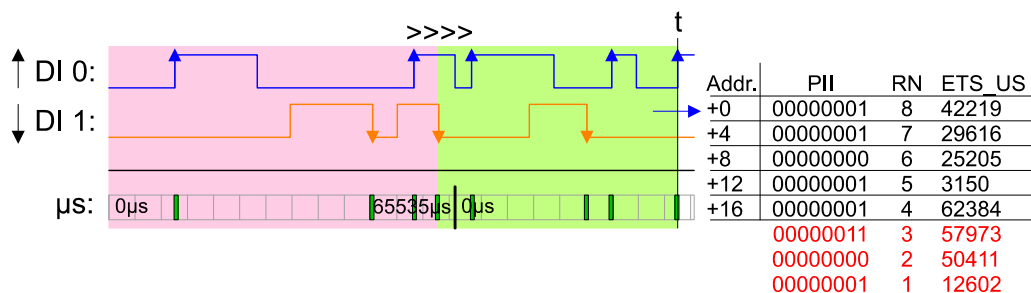 >>>> t
DI 0:
DI 1:
µs: 0µs 65535µs 0µs
Addr. PII RN ETS_US
+0 00000001 8 42219
+4 00000001 7 29616
+8 00000000 6 25205
+12 00000001 5 3150
+16 00000001 4 62384
00000011 3 57973
00000000 2 50411
00000001 1 12602